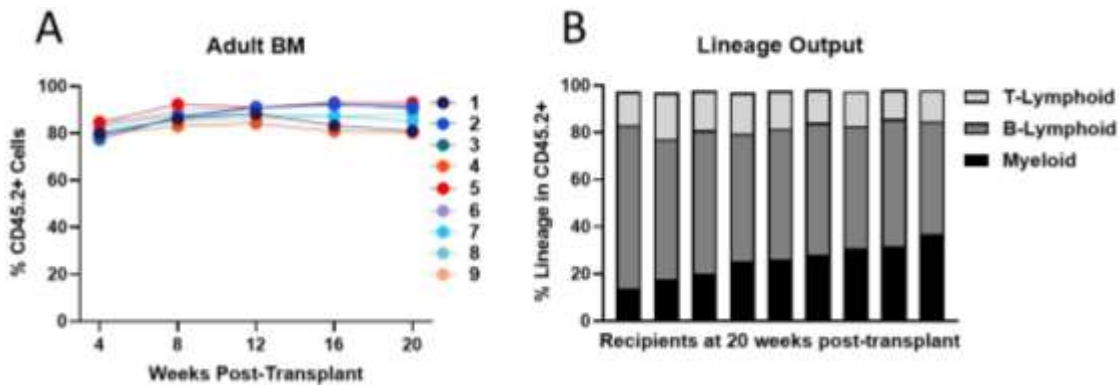 A
Adult BM
% CD45.2+ Cells
100
80
60
40
20
0
4 8 12 16 20
Weeks Post-Transplant
1
2
3
4
5
6
7
8
9
B
Lineage Output
% Lineage in CD45.2+
100
80
60
40
20
0
Recipients at 20 weeks post-transplant
T-Lymphoid
B-Lymphoid
Myeloid